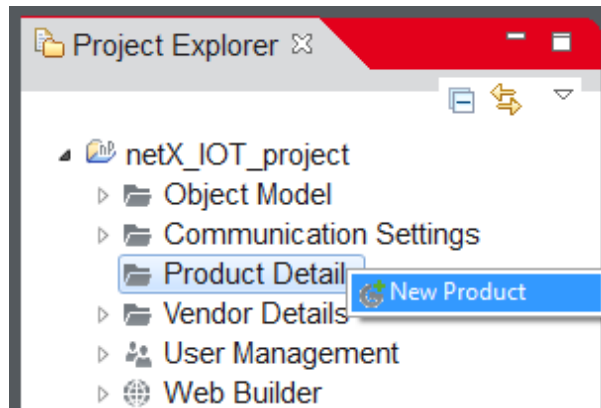 Project Explorer
netX_IOT_project
Object Model
Communication Settings
Product Detail
New Product
Vendor Details
User Management
Web Builder